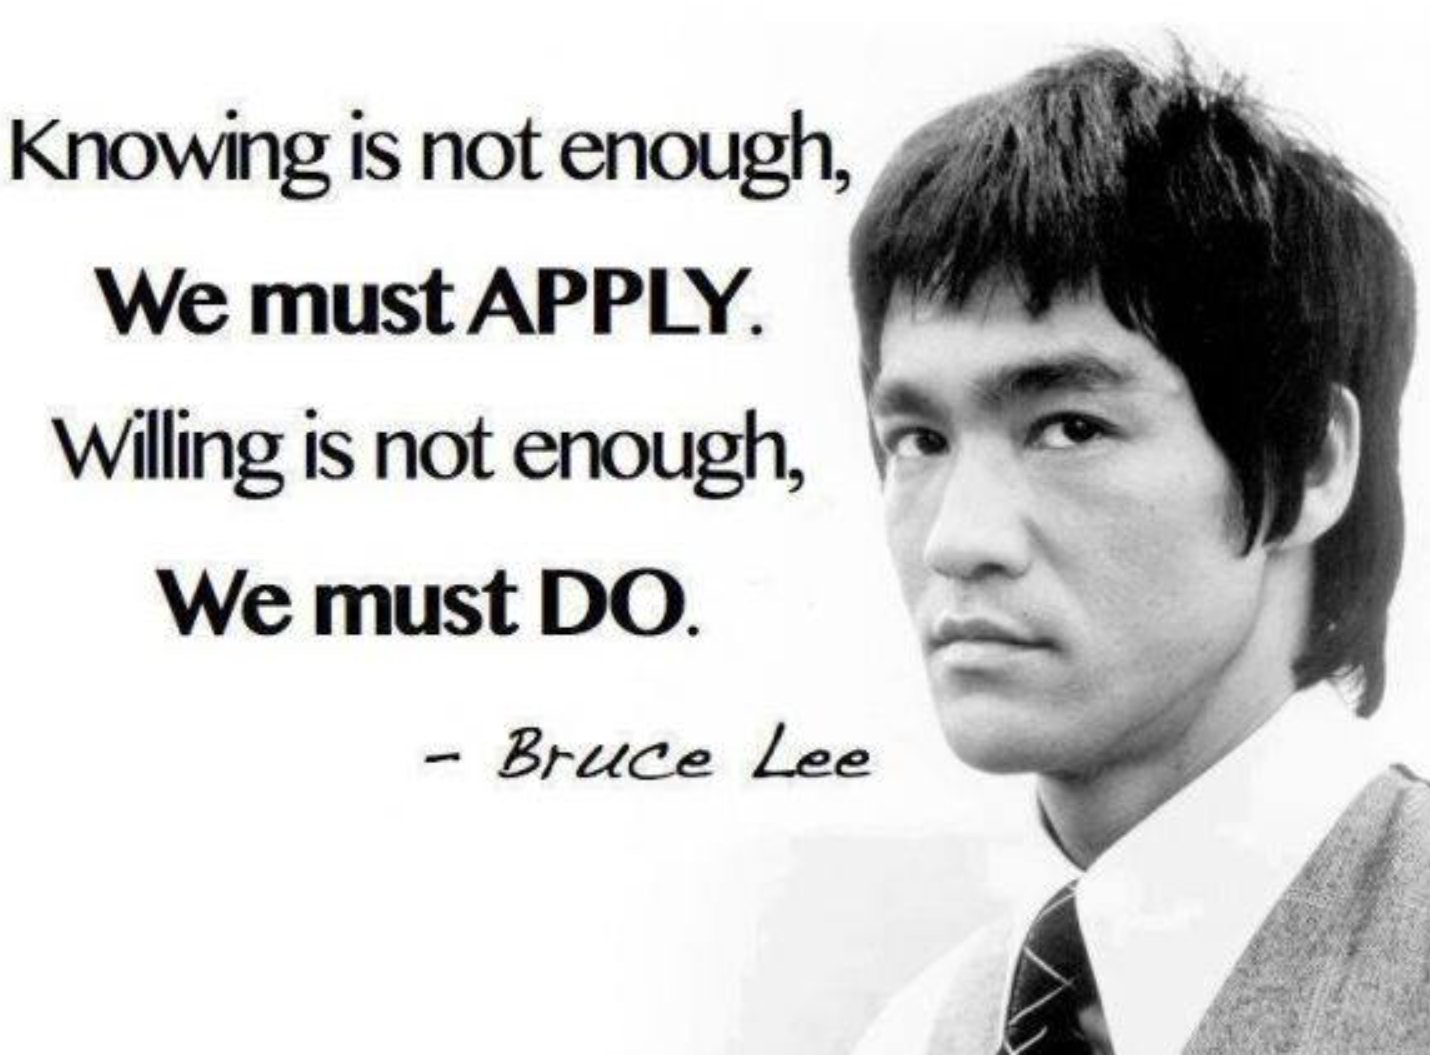 Knowing is not enough,
We must APPLY.
Willing is not enough,
We must DO.
- Bruce Lee